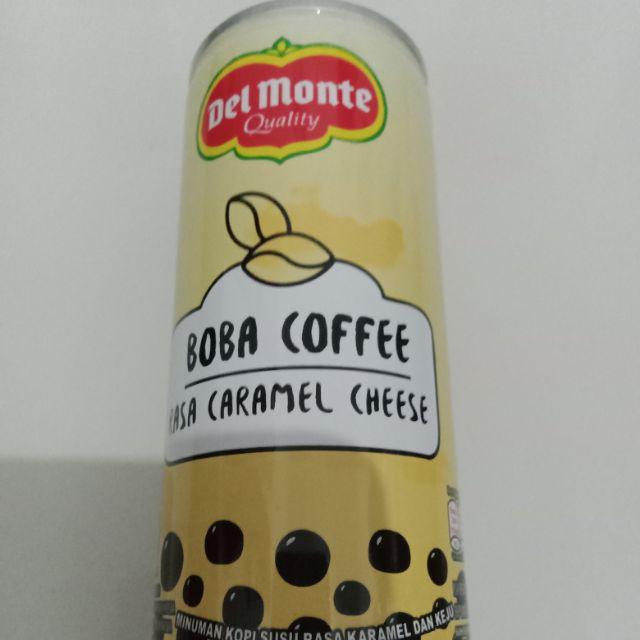 Del Monte
Quality
BOBA COFFEE
RASA CARAMEL CHEESE
MINUMAN KOPI SUSU RASA KARAMEL DAN KEJU